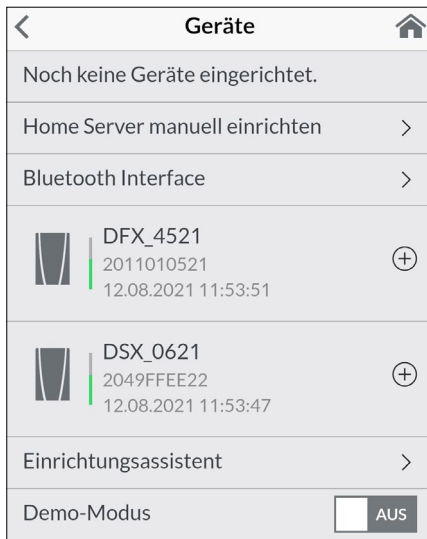 Geräte
Noch keine Geräte eingerichtet.
Home Server manuell einrichten
Bluetooth Interface
DFX_4521
2011010521
12.08.2021 11:53:51
DSX_0621
2049FFEE22
12.08.2021 11:53:47
Einrichtungsassistent
Demo-Modus AUS